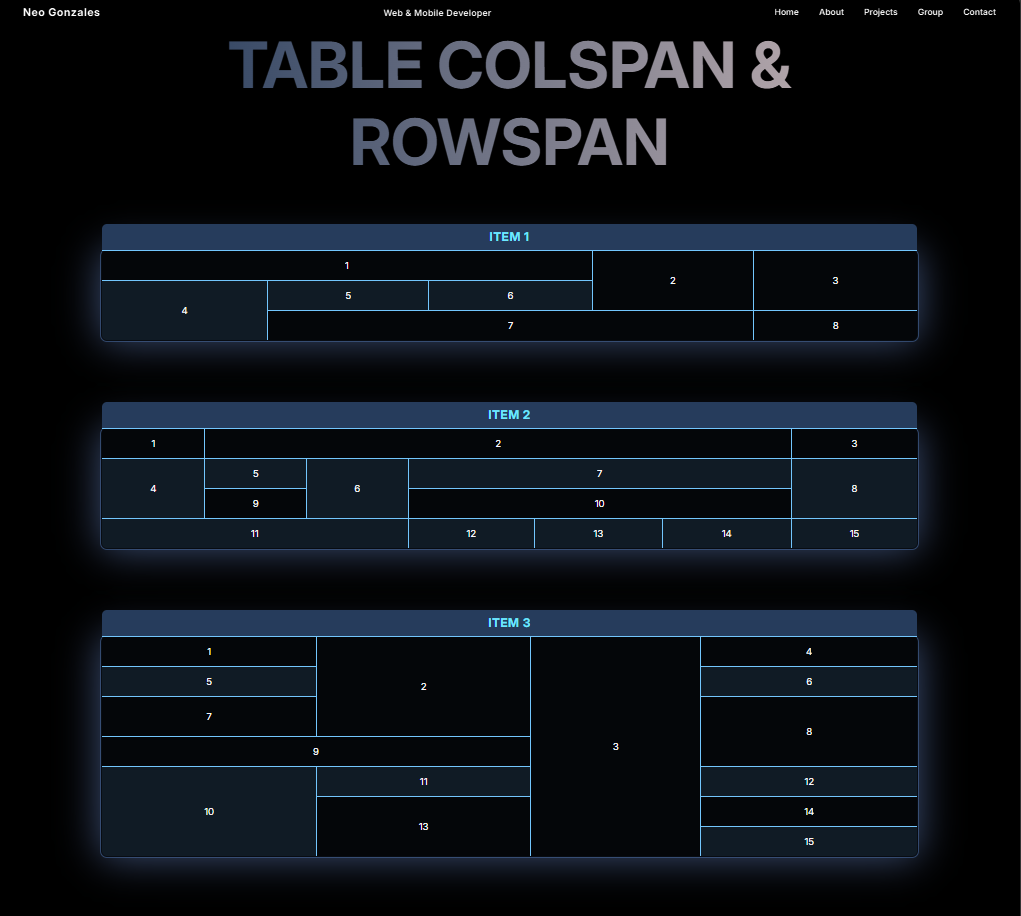 Neo Gonzales
Web & Mobile Developer
Home About Projects Group Contact
TABLE COLSPAN &
ROWSPAN
ITEM 1
1 2 3
4 5 6
7 8
ITEM 2
1 2 3
4 5 6 7 8
9 10
11 12 13 14 15
ITEM 3
1 2 3 4
5 6
7 8
9
10 11 12
13 14
15